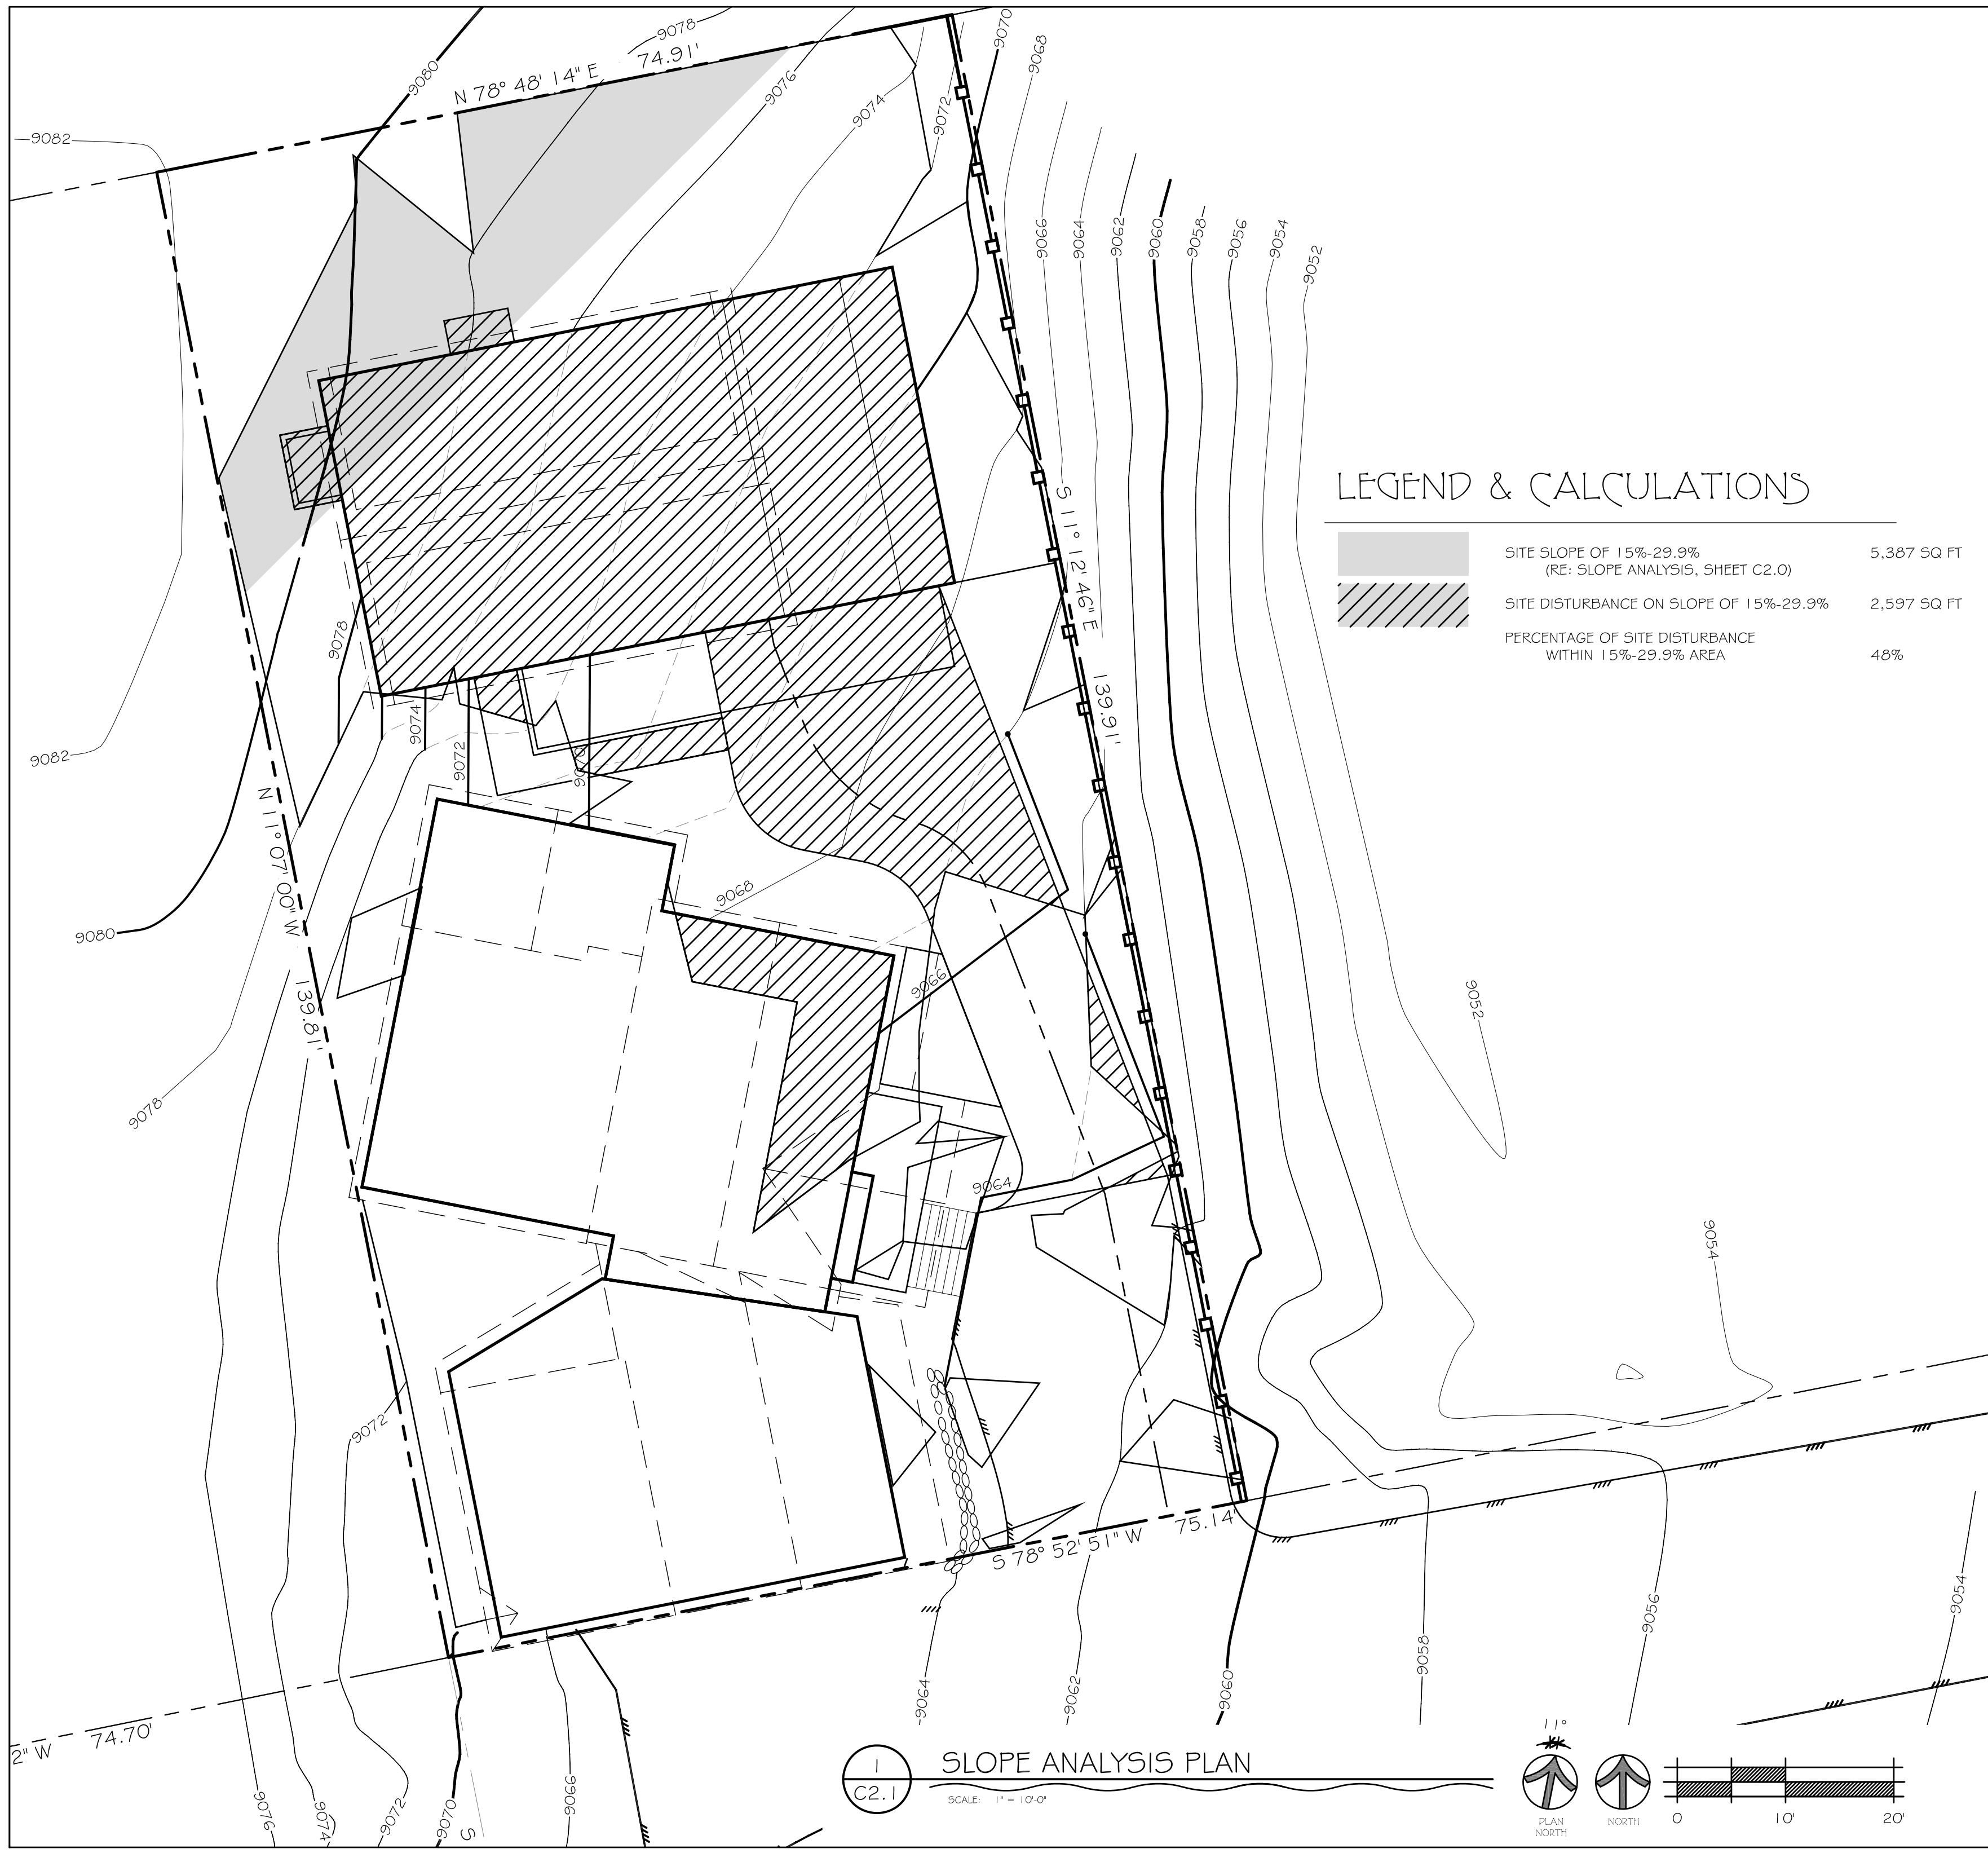 9078
9070
74.91'
N 78° 48' 14" E
9080
9076
9068
9074
9072
9082
9066
9064
9062
9060
9058
9056
9054
9052
LEGEND & CALCULATIONS
SITE SLOPE OF 15%-29.9% 5,387 SQ FT
(RE: SLOPE ANALYSIS, SHEET C2.0)
SITE DISTURBANCE ON SLOPE OF 15%-29.9% 2,597 SQ FT
PERCENTAGE OF SITE DISTURBANCE
WITHIN 15%-29.9% AREA 48%
S 11° 12' 46" E
139.91'
9078
9074
9072
9070
9082
N 11° 07' 00" W
139.81'
9068
9080
9066
9052
9078
9064
9054
9072
S 78° 52' 51" W
75.14'
9054
9056
9058
9060
9062
9064
2" W
74.70'
9076
9074
9072
9070
S
9066
1
C2.1
SLOPE ANALYSIS PLAN
SCALE: 1" = 10'-0"
11°
PLAN
NORTH
NORTH
0 10' 20'